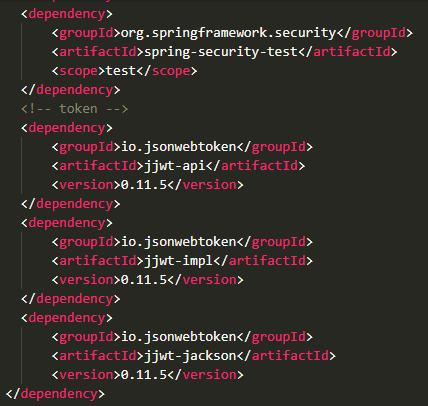 <dependency>
<groupId>org.springframework.security</groupId>
<artifactId>spring-security-test</artifactId>
<scope>test</scope>
</dependency>
<!-- token -->
<dependency>
<groupId>io.jsonwebtoken</groupId>
<artifactId>jjwt-api</artifactId>
<version>0.11.5</version>
</dependency>
<dependency>
<groupId>io.jsonwebtoken</groupId>
<artifactId>jjwt-impl</artifactId>
<version>0.11.5</version>
</dependency>
<dependency>
<groupId>io.jsonwebtoken</groupId>
<artifactId>jjwt-jackson</artifactId>
<version>0.11.5</version>
</dependency>